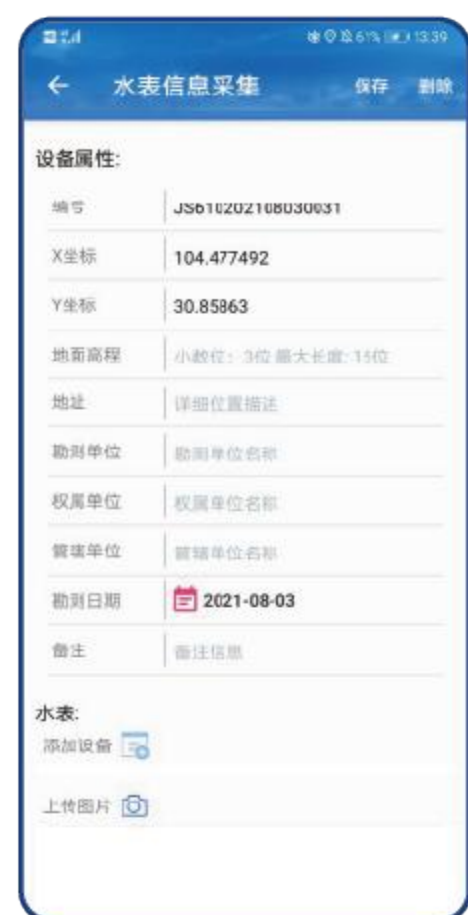 61% 13:39
水表信息采集 保存 删除
设备属性:
编号 JS610202108030031
X坐标 104.477492
Y坐标 30.85863
地面高程 小数位: 3位 最大长度: 15位
地址 详细位置描述
勘测单位 勘测单位名称
权属单位 权属单位名称
管辖单位 管辖单位名称
勘测日期 2021-08-03
备注 备注信息
水表:
添加设备
上传图片